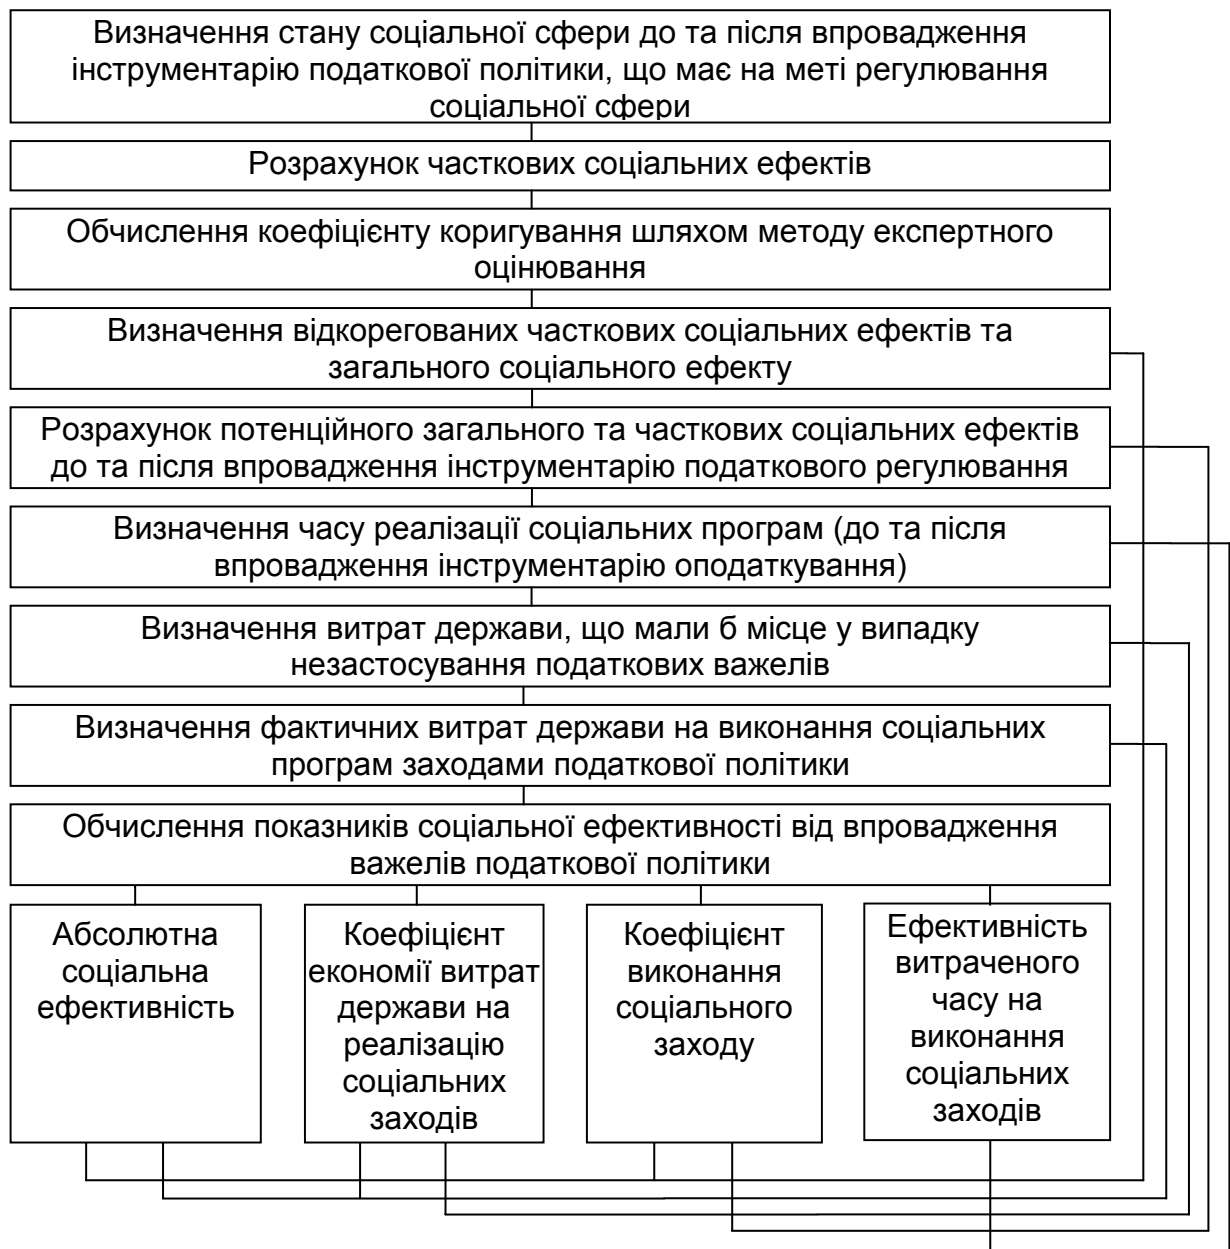 Визначення стану соціальної сфери до та після впровадження
інструментарію податкової політики, що має на меті регулювання
соціальної сфери
Розрахунок часткових соціальних ефектів
Обчислення коефіцієнту коригування шляхом методу експертного
оцінювання
Визначення відкорегованих часткових соціальних ефектів та
загального соціального ефекту
Розрахунок потенційного загального та часткових соціальних ефектів
до та після впровадження інструментарію податкового регулювання
Визначення часу реалізації соціальних програм (до та після
впровадження інструментарію оподаткування)
Визначення витрат держави, що мали б місце у випадку
незастосування податкових важелів
Визначення фактичних витрат держави на виконання соціальних
програм заходами податкової політики
Обчислення показників соціальної ефективності від впровадження
важелів податкової політики
Абсолютна
соціальна
ефективність
Коефіцієнт
економії витрат
держави на
реалізацію
соціальних
заходів
Коефіцієнт
виконання
соціального
заходу
Ефективність
витраченого
часу на
виконання
соціальних
заходів